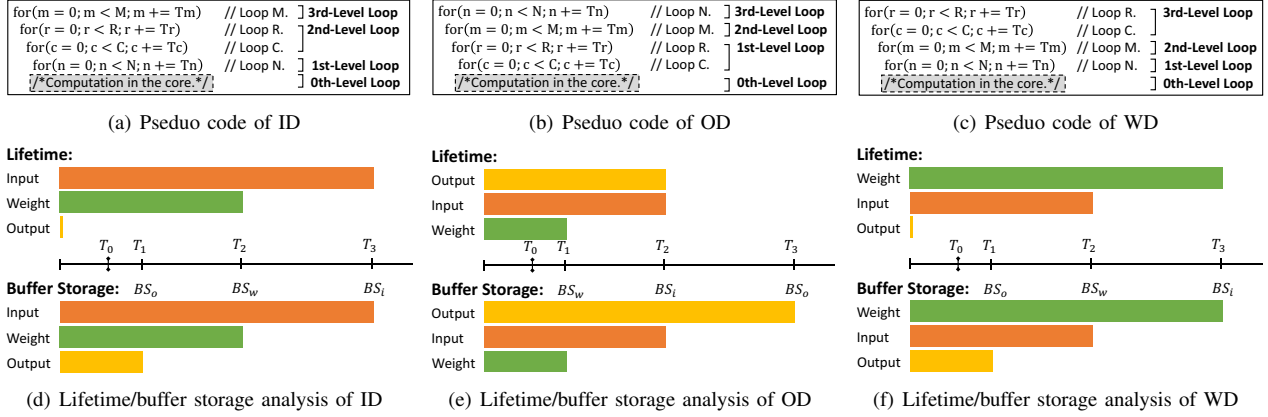 for(m = 0; m < M; m += Tm) // Loop M. 3rd-Level Loop
for(r = 0; r < R; r += Tr) // Loop R. 2nd-Level Loop
for(c = 0; c < C; c += Tc) // Loop C.
for(n = 0; n < N; n += Tn) // Loop N. 1st-Level Loop
/*Computation in the core.*/ 0th-Level Loop
(a) Pseduo code of ID
for(n = 0; n < N; n += Tn) // Loop N. 3rd-Level Loop
for(m = 0; m < M; m += Tm) // Loop M. 2nd-Level Loop
for(r = 0; r < R; r += Tr) // Loop R. 1st-Level Loop
for(c = 0; c < C; c += Tc) // Loop C.
/*Computation in the core.*/ 0th-Level Loop
(b) Pseduo code of OD
for(r = 0; r < R; r += Tr) // Loop R. 3rd-Level Loop
for(c = 0; c < C; c += Tc) // Loop C.
for(m = 0; m < M; m += Tm) // Loop M. 2nd-Level Loop
for(n = 0; n < N; n += Tn) // Loop N. 1st-Level Loop
/*Computation in the core.*/ 0th-Level Loop
(c) Pseduo code of WD
Lifetime:
Input
Weight
Output
T0 T1 T2 T3
Buffer Storage: BSo BSw BSi
Input
Weight
Output
(d) Lifetime/buffer storage analysis of ID
Lifetime:
Output
Input
Weight
T0 T1 T2 T3
Buffer Storage: BSw BSi BSo
Output
Input
Weight
(e) Lifetime/buffer storage analysis of OD
Lifetime:
Weight
Input
Output
T0 T1 T2 T3
Buffer Storage: BSo BSw BSi
Weight
Input
Output
(f) Lifetime/buffer storage analysis of WD